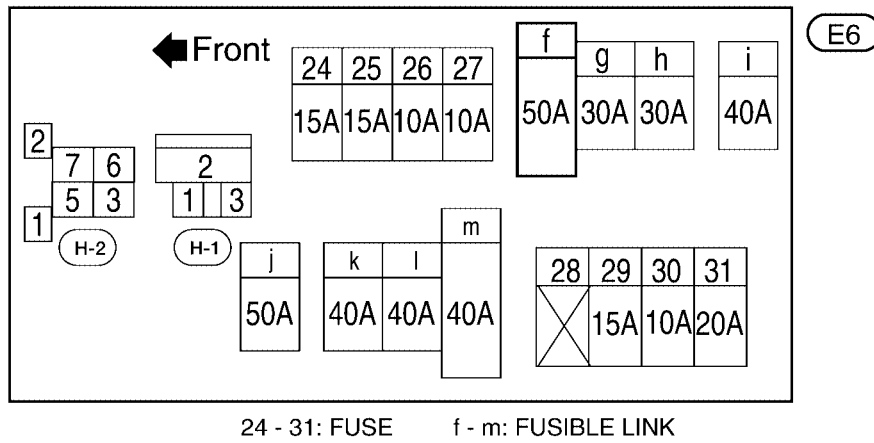 E6
Front
f
g h i
24 25 26 27
15A 15A 10A 10A
50A 30A 30A 40A
2
7 6
2
5 3
1 3
1
H-2
H-1
m
j k l
28 29 30 31
50A 40A 40A 40A
15A 10A 20A
24 - 31: FUSE f - m: FUSIBLE LINK